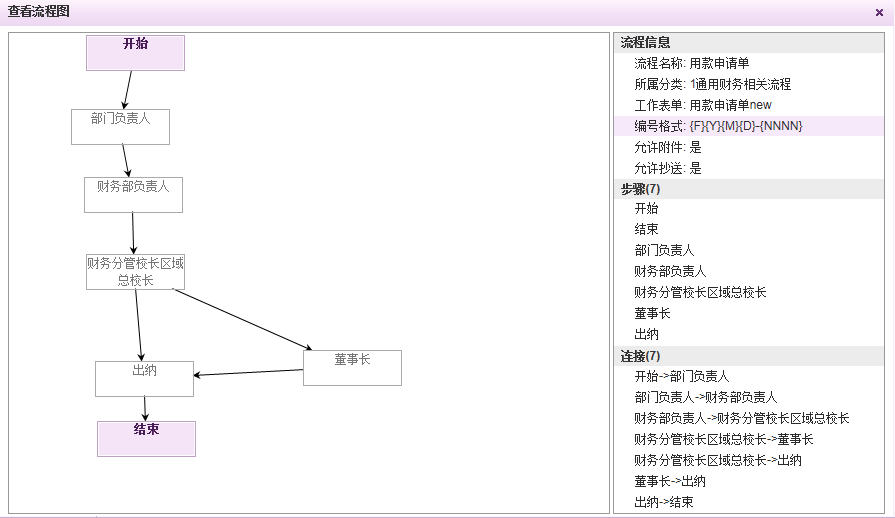 查看流程图
开始
部门负责人
财务部负责人
财务分管校长区域
总校长
董事长
出纳
结束
流程信息
流程名称: 用款申请单
所属分类: 1通用财务相关流程
工作表单: 用款申请单new
编号格式: {F}{Y}{M}{D}-{NNNN}
允许附件: 是
允许抄送: 是
步骤(7)
开始
结束
部门负责人
财务部负责人
财务分管校长区域总校长
董事长
出纳
连接(7)
开始->部门负责人
部门负责人->财务部负责人
财务部负责人->财务分管校长区域总校长
财务分管校长区域总校长->董事长
财务分管校长区域总校长->出纳
董事长->出纳
出纳->结束